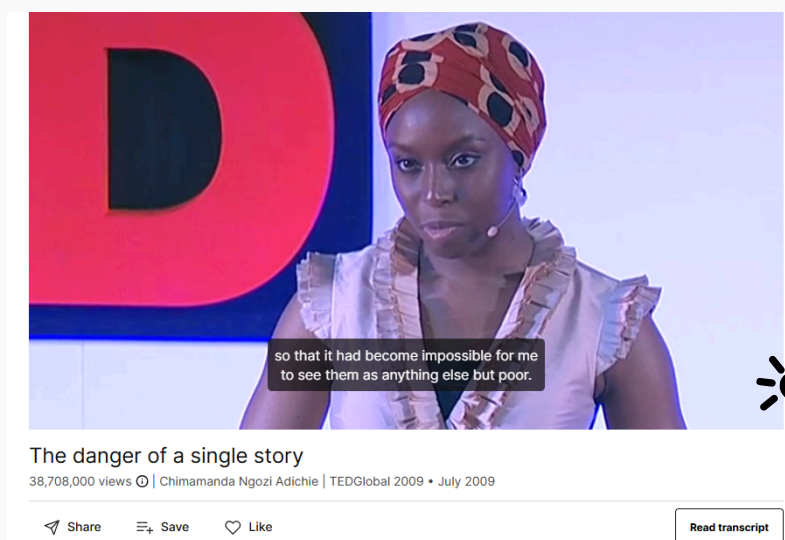 D
so that it had become impossible for me
to see them as anything else but poor.
The danger of a single story
38,708,000 views | Chimamanda Ngozi Adichie | TEDGlobal 2009 • July 2009
Share Save Like Read transcript